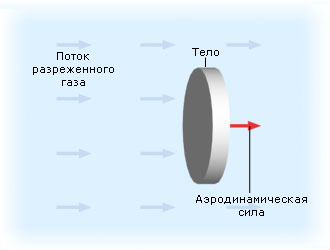 Поток
разреженного
газа
Тело
Аэродинамическая
сила